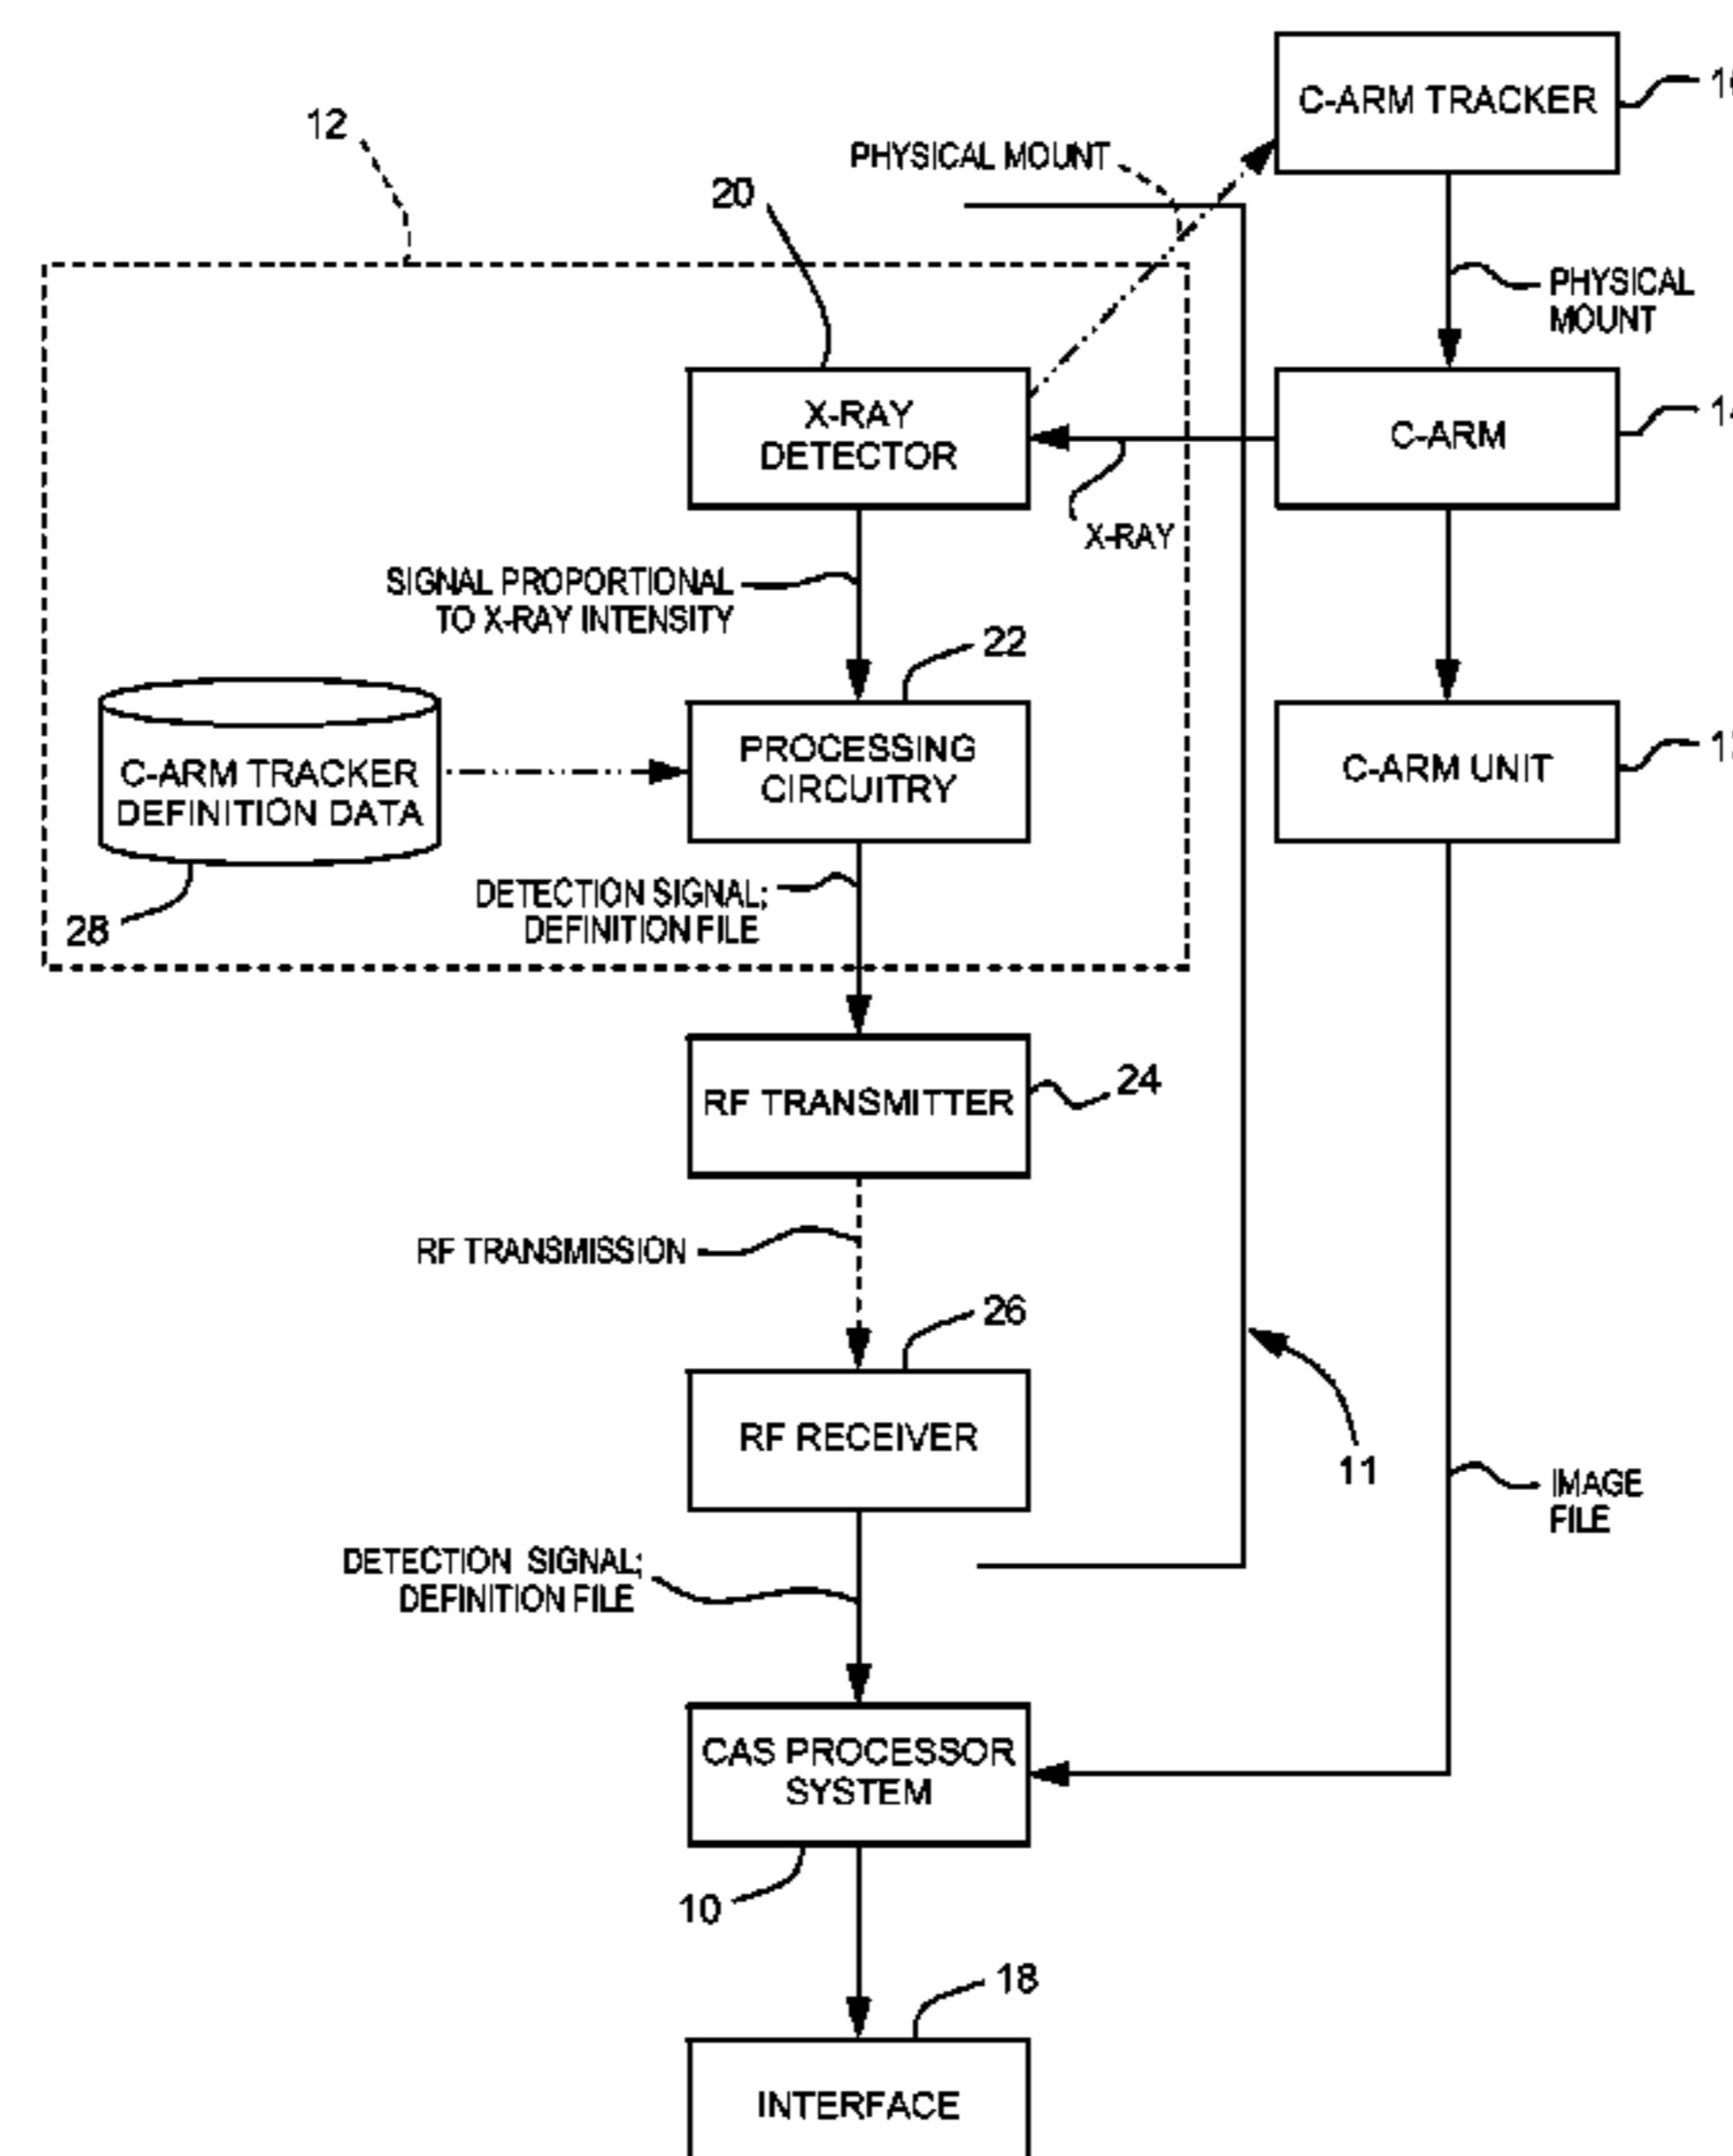 C-ARM TRACKER
12
PHYSICAL MOUNT
20
PHYSICAL
MOUNT
X-RAY
DETECTOR
C-ARM
X-RAY
SIGNAL PROPORTIONAL
TO X-RAY INTENSITY
22
C-ARM TRACKER
DEFINITION DATA
PROCESSING
CIRCUITRY
C-ARM UNIT
28
DETECTION SIGNAL;
DEFINITION FILE
RF TRANSMITTER
24
RF TRANSMISSION
26
RF RECEIVER
11
IMAGE
FILE
DETECTION SIGNAL;
DEFINITION FILE
CAS PROCESSOR
SYSTEM
10
18
INTERFACE